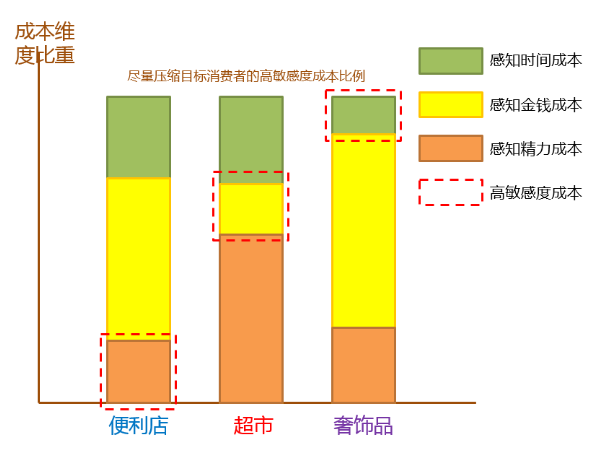 成本维
度比重
尽量压缩目标消费者的高敏感度成本比例
感知时间成本
感知金钱成本
感知精力成本
高敏感度成本
便利店
超市
奢饰品